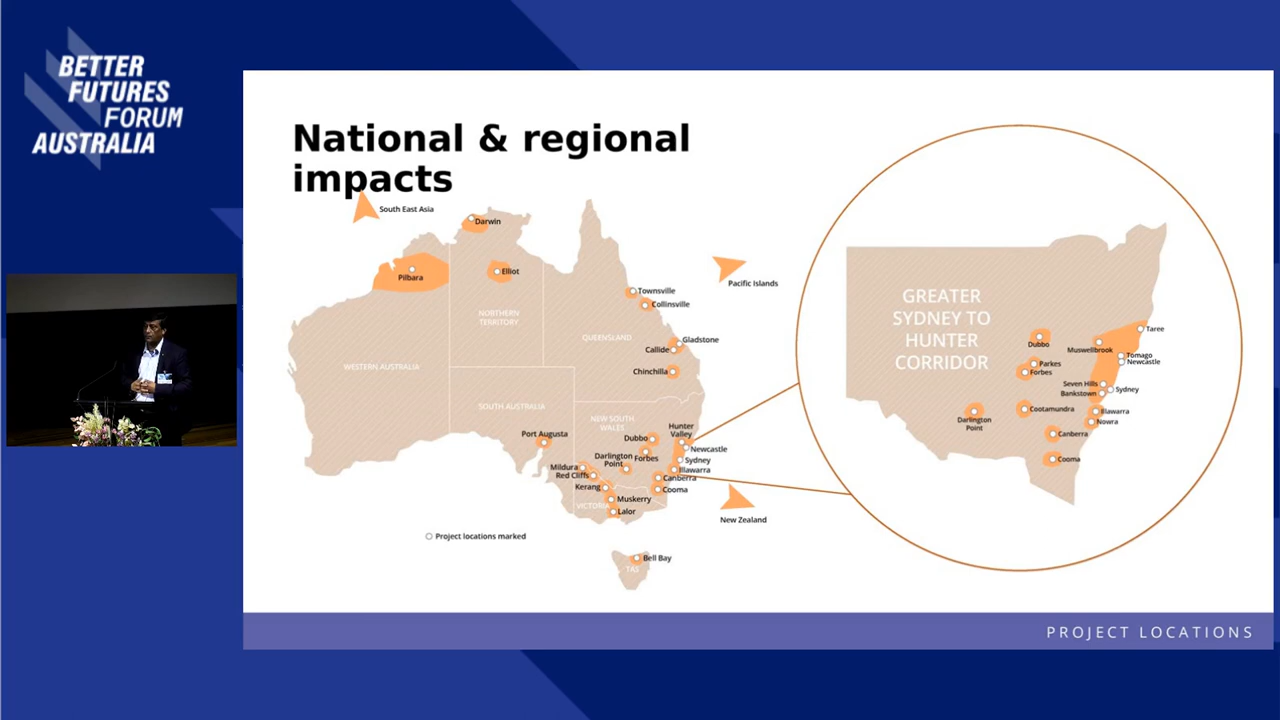 BETTER
FUTURES
FORUM
AUSTRALIA
National & regional
impacts
South East Asia
Darwin
Pilbara
Elliot
NORTHERN
TERRITORY
Townsville
Collinsville
Pacific Islands
QUEENSLAND
Gladstone
Callide
Chinchilla
WESTERN AUSTRALIA
SOUTH AUSTRALIA
NEW SOUTH
WALES
Port Augusta
Dubbo
Hunter
Valley
Newcastle
Darlington
Point
Forbes
Sydney
Mildura
Illawarra
Red Cliffs
Canberra
Kerang
Cooma
Muskerry
VICTORIA
Lalor
New Zealand
Project locations marked
Bell Bay
TAS
GREATER
SYDNEY TO
HUNTER
CORRIDOR
Taree
Dubbo
Muswellbrook
Tomago
Newcastle
Parkes
Forbes
Seven Hills
Sydney
Bankstown
Cootamundra
Illawarra
Darlington
Point
Nowra
Canberra
Cooma
PROJECT LOCATIONS